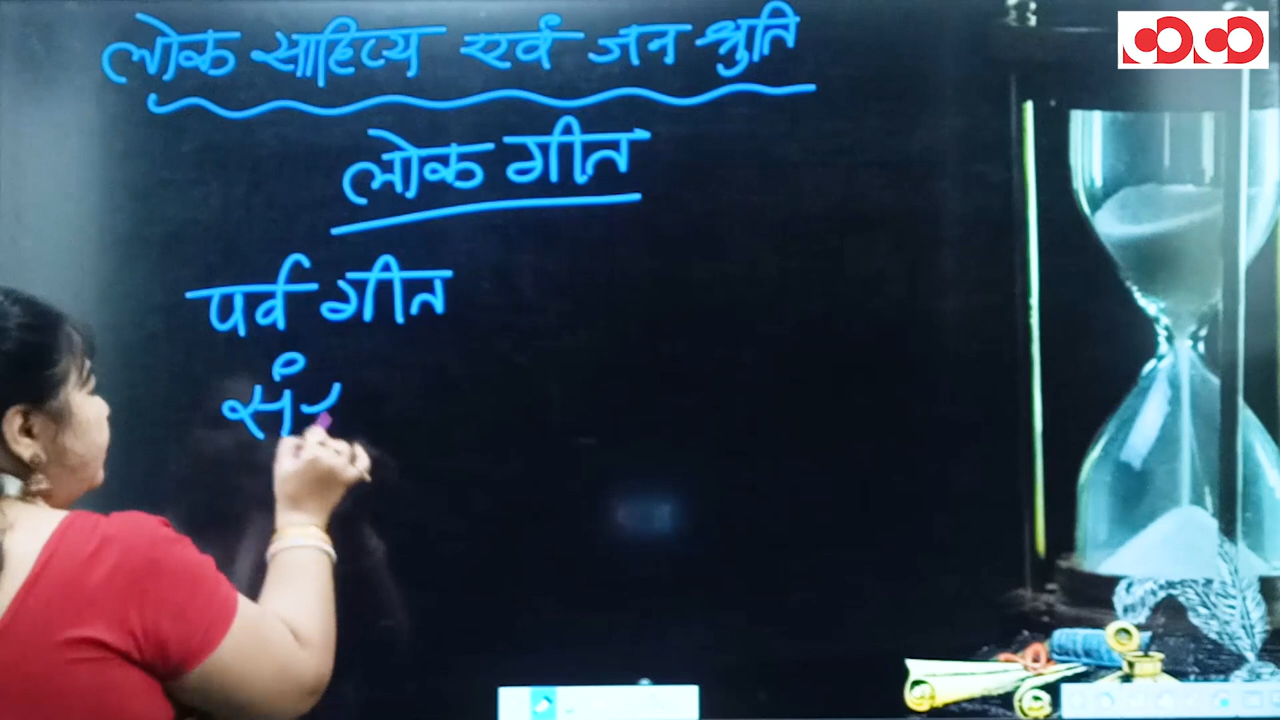 लोक साहित्य एवं जन श्रुति
लोक गीत
पर्व गीत